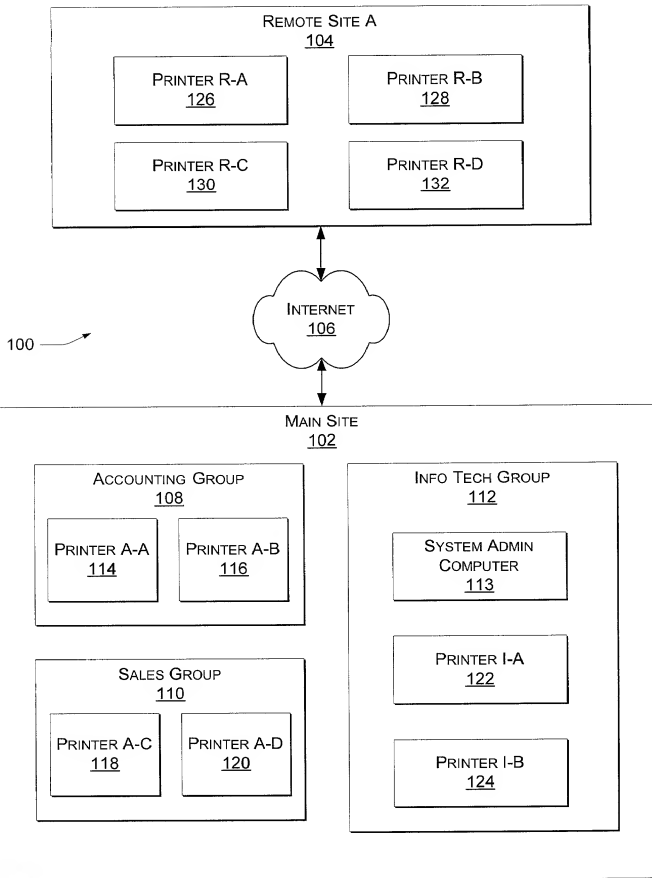 REMOTE SITE A
104
PRINTER R-A
126
PRINTER R-B
128
PRINTER R-C
130
PRINTER R-D
132
INTERNET
106
100
MAIN SITE
102
ACCOUNTING GROUP
108
PRINTER A-A
114
PRINTER A-B
116
SALES GROUP
110
PRINTER A-C
118
PRINTER A-D
120
INFO TECH GROUP
112
SYSTEM ADMIN
COMPUTER
113
PRINTER I-A
122
PRINTER I-B
124